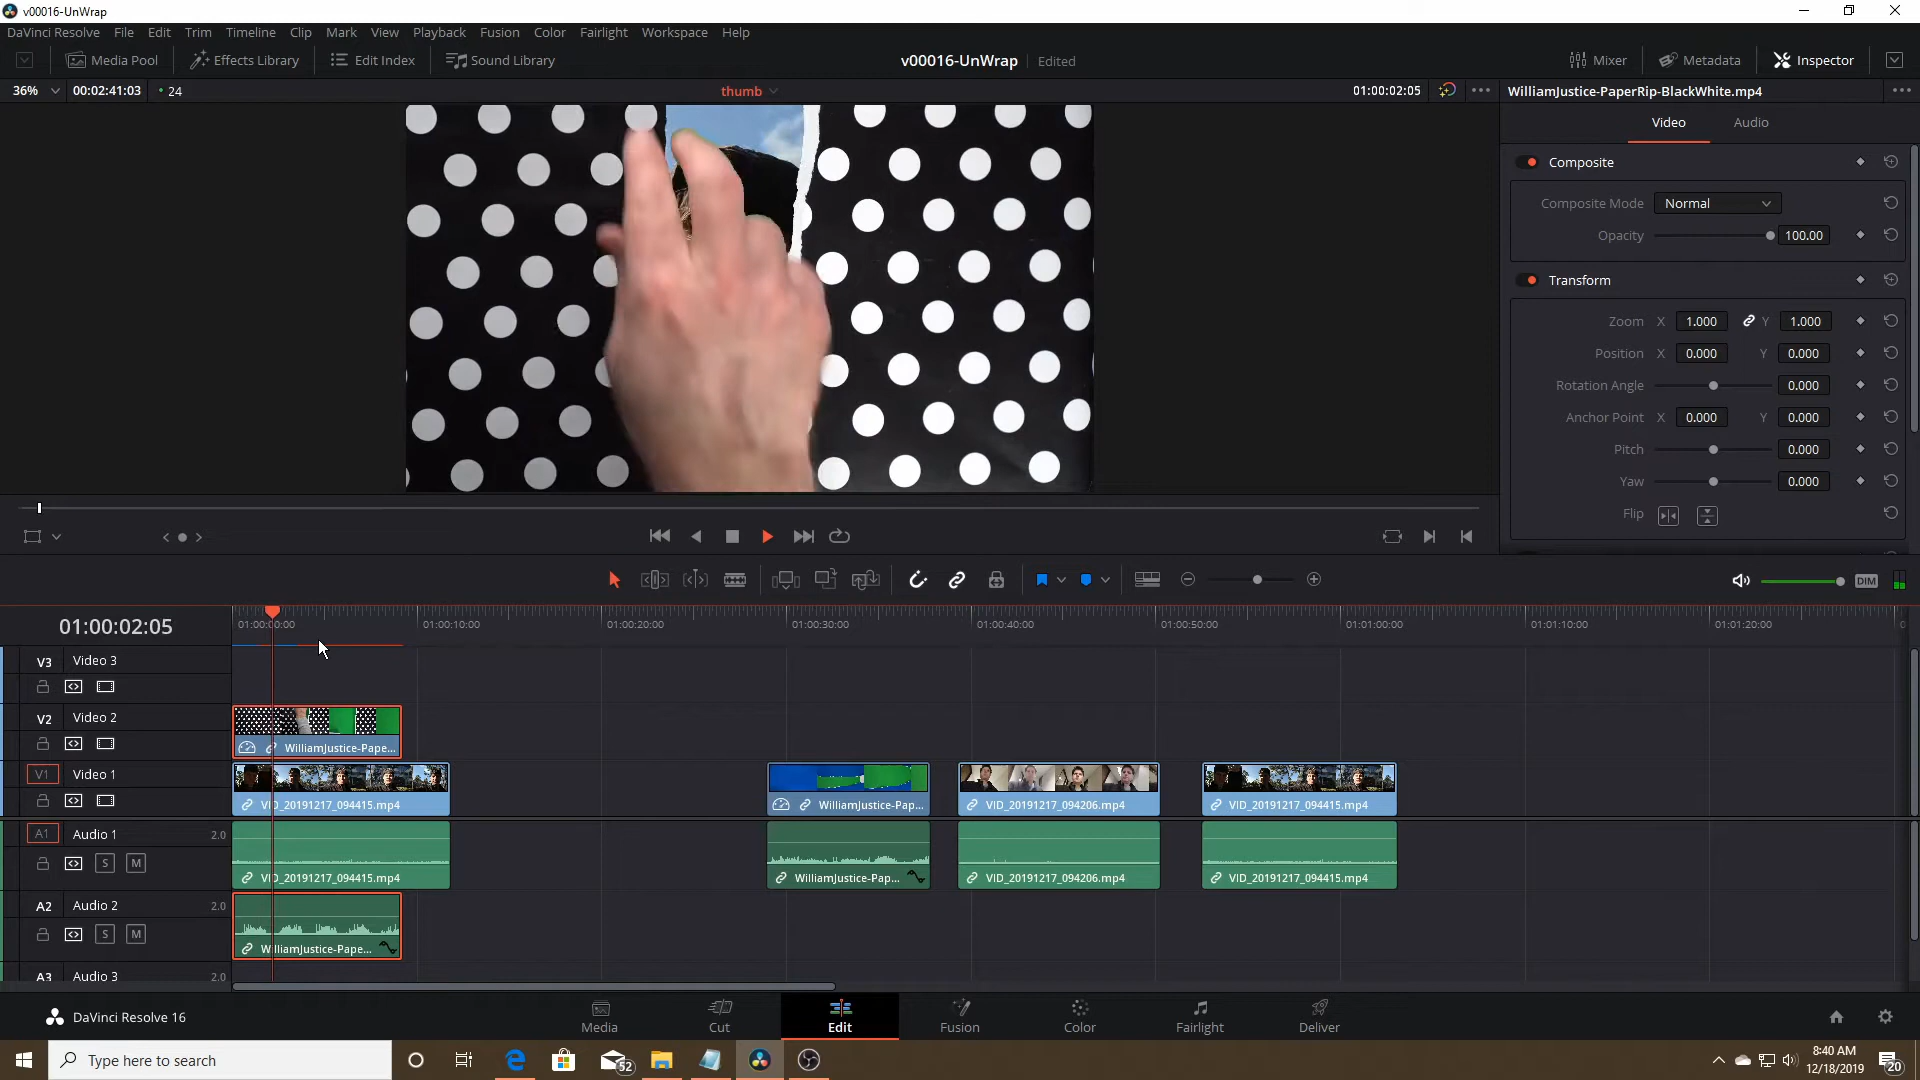 v00016-UnWrap
DaVinci Resolve File Edit Trim Timeline Clip Mark View Playback Fusion Color Fairlight Workspace Help
Media Pool Effects Library Edit Index Sound Library v00016-UnWrap Edited Mixer Metadata Inspector
36% 00:02:41:03 24 thumb 01:00:02:05 WilliamJustice-PaperRip-BlackWhite.mp4
Video Audio
Composite
Composite Mode Normal
Opacity 100.00
Transform
Zoom X 1.000 Y 1.000
Position X 0.000 Y 0.000
Rotation Angle 0.000
Anchor Point X 0.000 Y 0.000
Pitch 0.000
Yaw 0.000
Flip
DIM
01:00:02:05 01:00:00:00 01:00:10:00 01:00:20:00 01:00:30:00 01:00:40:00 01:00:50:00 01:01:00:00 01:01:10:00 01:01:20:00
V3 Video 3
V2 Video 2
WilliamJustice-Pape...
V1 Video 1
VID_20191217_094415.mp4 WilliamJustice-Pap... VID_20191217_094206.mp4 VID_20191217_094415.mp4
A1 Audio 1 2.0
S M
VID_20191217_094415.mp4 WilliamJustice-Pap... VID_20191217_094206.mp4 VID_20191217_094415.mp4
A2 Audio 2 2.0
S M
WilliamJustice-Pape...
A3 Audio 3 2.0
DaVinci Resolve 16 Media Cut Edit Fusion Color Fairlight Deliver
Type here to search 52 8:40 AM
12/18/2019 20